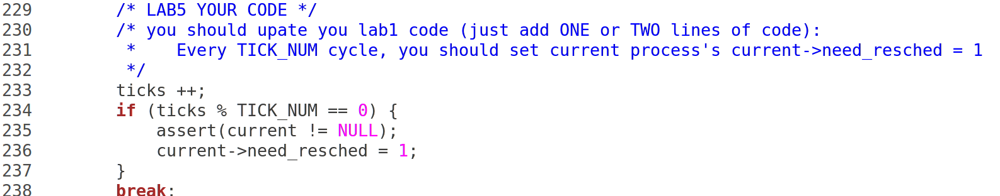 229 /* LAB5 YOUR CODE */
230 /* you should upate you lab1 code (just add ONE or TWO lines of code):
231 * Every TICK_NUM cycle, you should set current process's current->need_resched = 1
232 */
233 ticks ++;
234 if (ticks % TICK_NUM == 0) {
235 assert(current != NULL);
236 current->need_resched = 1;
237 }
238 break;